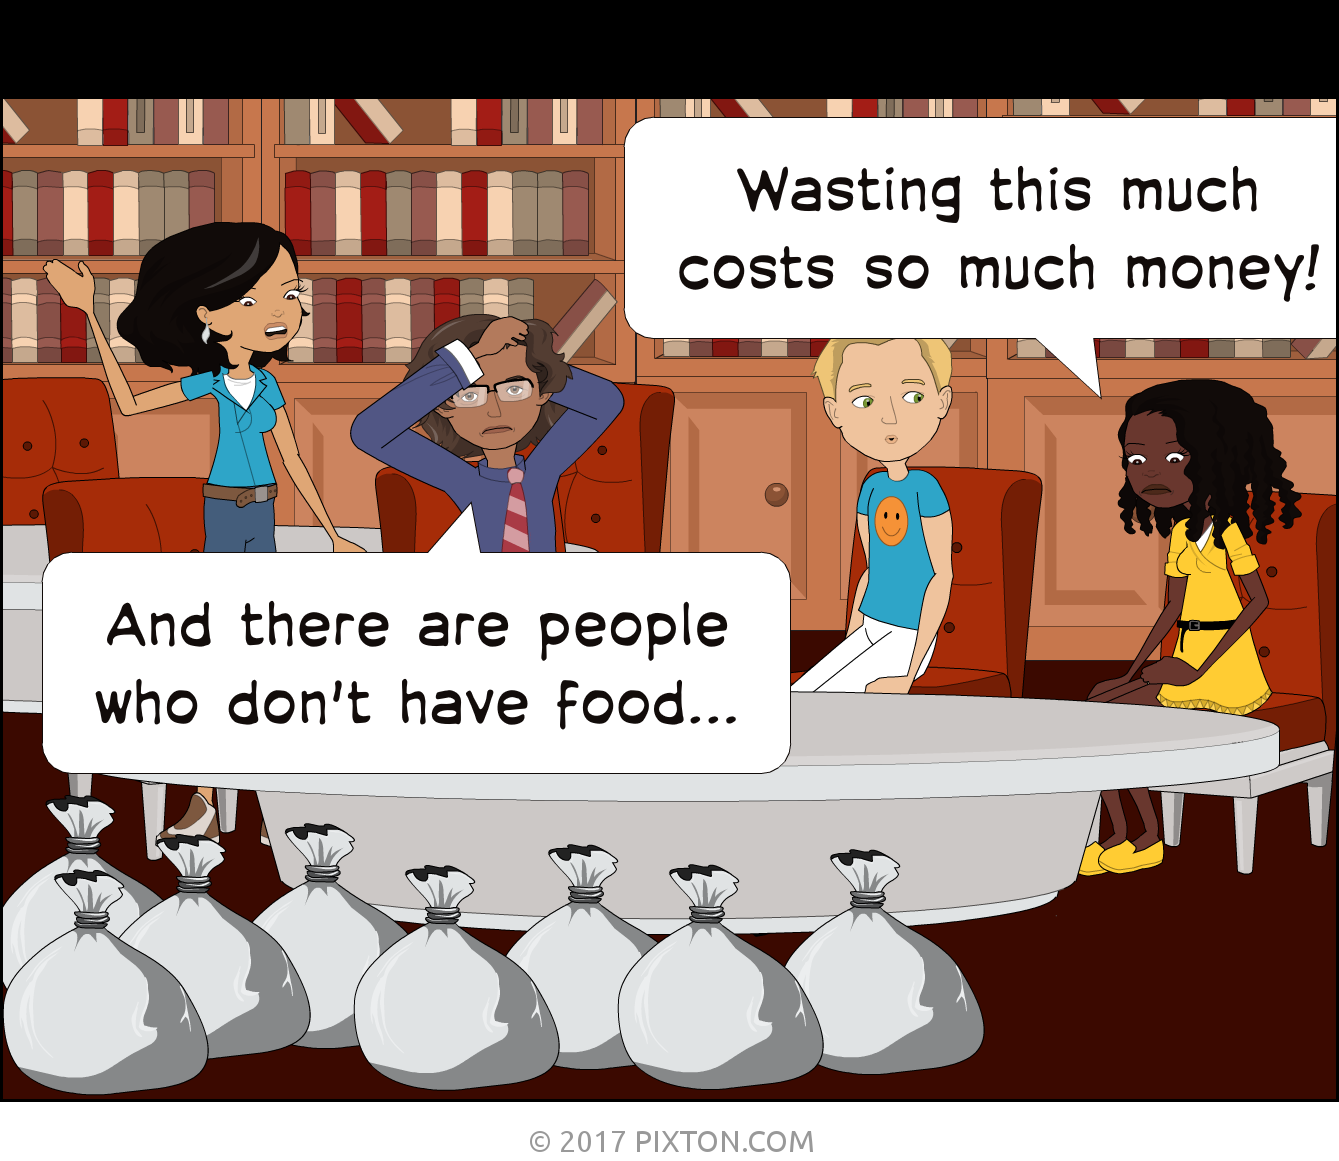 Wasting this much
costs so much money!
And there are people
who don't have food...
© 2017 PIXTON.COM